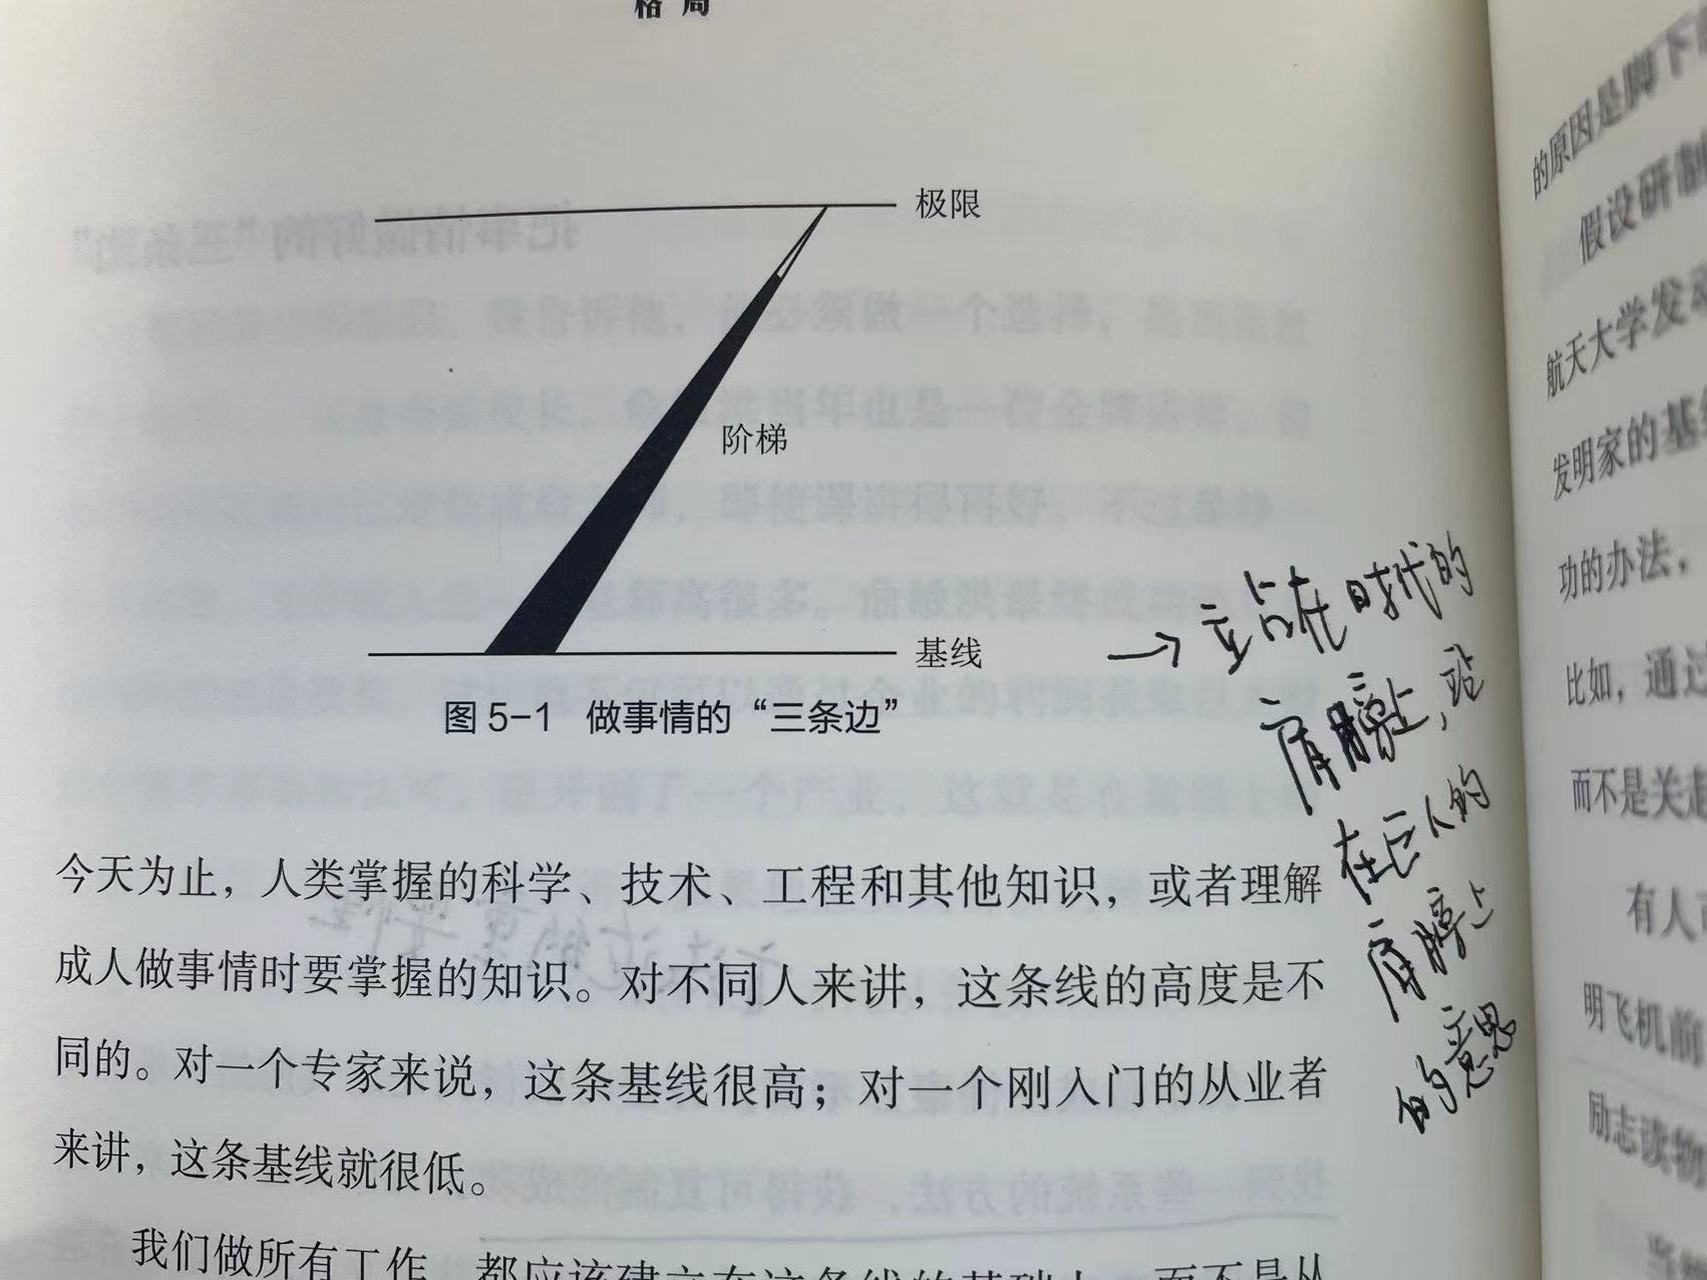 格局
极限
阶梯
基线
图 5-1 做事情的“三条边”
今天为止，人类掌握的科学、技术、工程和其他知识，或者理解
成人做事情时要掌握的知识。对不同人来讲，这条线的高度是不
同的。对一个专家来说，这条基线很高；对一个刚入门的从业者
来讲，这条基线就很低。
我们做所有工作，都应该建立在这条线的基础上，而不是从
→ 站在时代的
肩膀上，站
在巨人的
肩膀上
的意思
的原因是脚下
假设研制
航天大学发动
发明家的基线
功的办法，
比如，通过
而不是关起
有人
明飞机前
励志读物
当